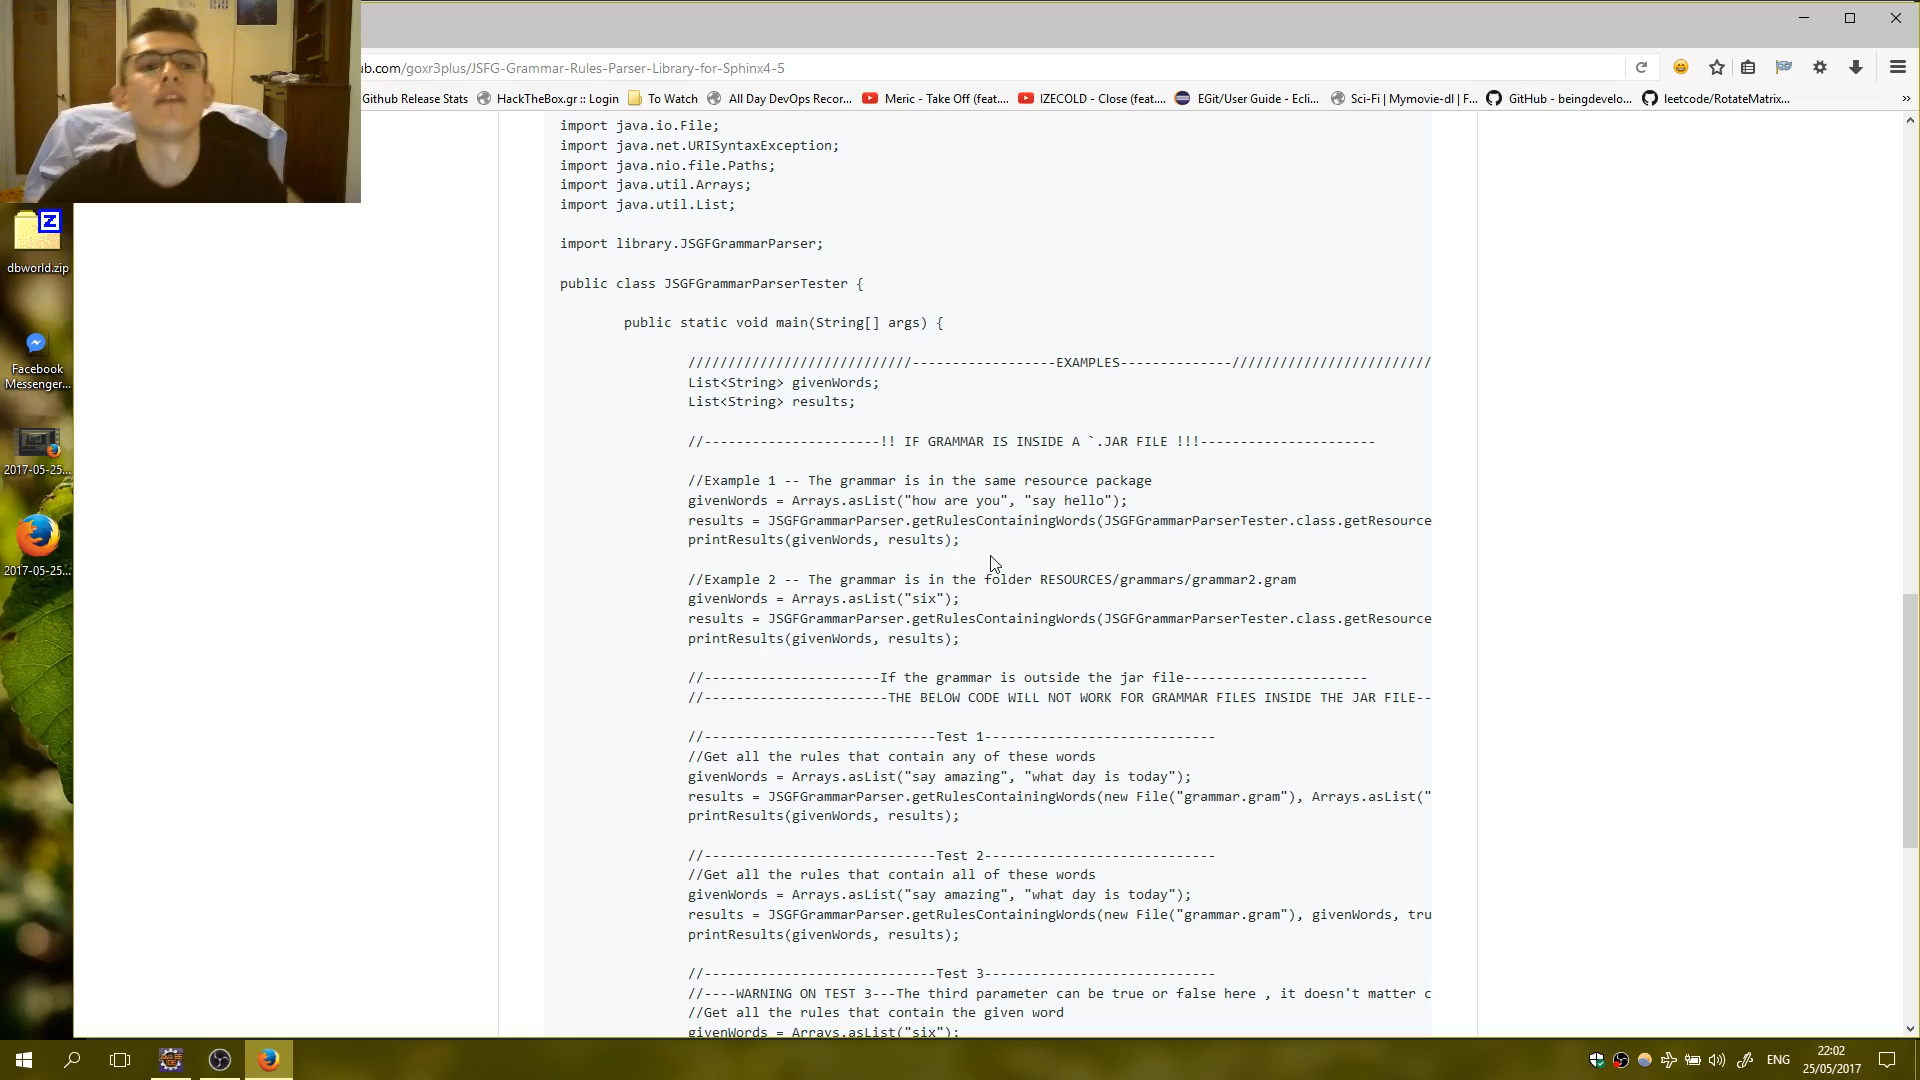 ub.com/goxr3plus/JSFG-Grammar-Rules-Parser-Library-for-Sphinx4-5
Github Release Stats
HackTheBox.gr :: Login
To Watch
All Day DevOps Recor...
Meric - Take Off (feat....
IZECOLD - Close (feat....
EGit/User Guide - Ecli...
Sci-Fi | Mymovie-dl | F...
GitHub - beingdevelo...
leetcode/RotateMatrix...
»
import java.io.File;
import java.net.URISyntaxException;
import java.nio.file.Paths;
import java.util.Arrays;
import java.util.List;
import library.JSGFGrammarParser;
public class JSGFGrammarParserTester {
public static void main(String[] args) {
////////////////////////////------------------EXAMPLES--------------/////////////////////////
List<String> givenWords;
List<String> results;
//----------------------!! IF GRAMMAR IS INSIDE A `.JAR FILE !!!----------------------
//Example 1 -- The grammar is in the same resource package
givenWords = Arrays.asList("how are you", "say hello");
results = JSGFGrammarParser.getRulesContainingWords(JSGFGrammarParserTester.class.getResource
printResults(givenWords, results);
//Example 2 -- The grammar is in the folder RESOURCES/grammars/grammar2.gram
givenWords = Arrays.asList("six");
results = JSGFGrammarParser.getRulesContainingWords(JSGFGrammarParserTester.class.getResource
printResults(givenWords, results);
//----------------------If the grammar is outside the jar file-----------------------
//-----------------------THE BELOW CODE WILL NOT WORK FOR GRAMMAR FILES INSIDE THE JAR FILE--
//-----------------------------Test 1-----------------------------
//Get all the rules that contain any of these words
givenWords = Arrays.asList("say amazing", "what day is today");
results = JSGFGrammarParser.getRulesContainingWords(new File("grammar.gram"), Arrays.asList("
printResults(givenWords, results);
//-----------------------------Test 2-----------------------------
//Get all the rules that contain all of these words
givenWords = Arrays.asList("say amazing", "what day is today");
results = JSGFGrammarParser.getRulesContainingWords(new File("grammar.gram"), givenWords, tru
printResults(givenWords, results);
//-----------------------------Test 3-----------------------------
//----WARNING ON TEST 3---The third parameter can be true or false here , it doesn't matter c
//Get all the rules that contain the given word
givenWords = Arrays.asList("six");
Z
dbworld.zip
Facebook
Messenger...
2017-05-25...
2017-05-25...
ENG
22:02
25/05/2017